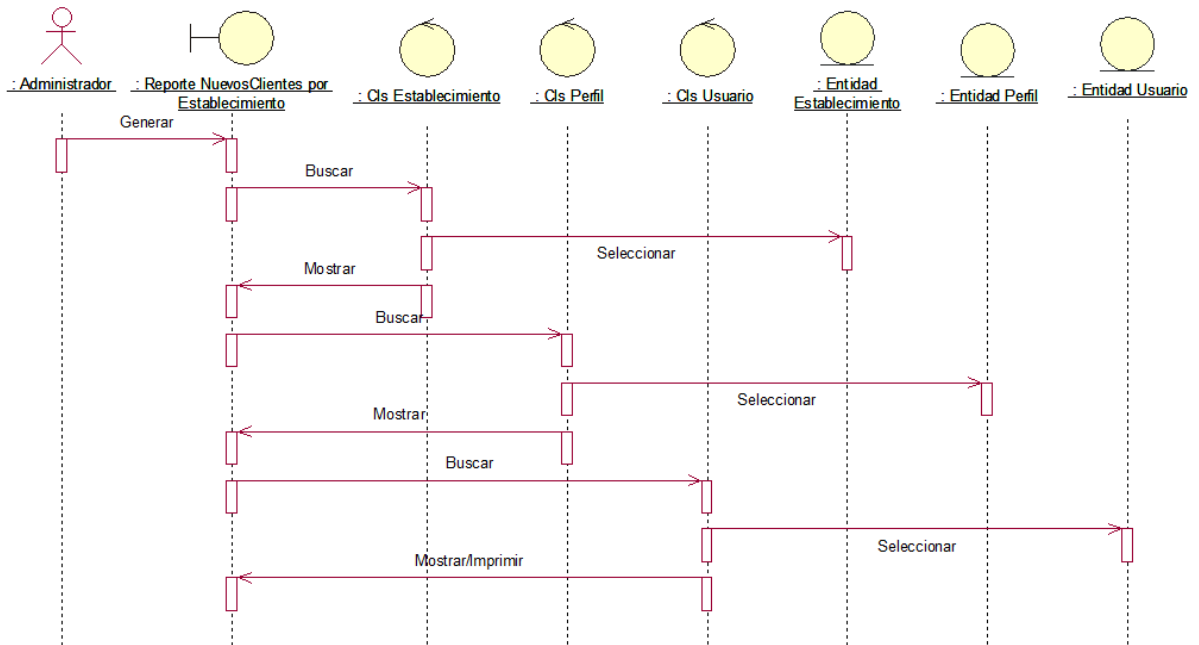 : Administrador
: Reporte NuevosClientes por
Establecimiento
: Cls Establecimiento
: Cls Perfil
: Cls Usuario
: Entidad
Establecimiento
: Entidad Perfil
: Entidad Usuario
Generar
Buscar
Seleccionar
Mostrar
Buscar
Seleccionar
Mostrar
Buscar
Seleccionar
Mostrar/Imprimir